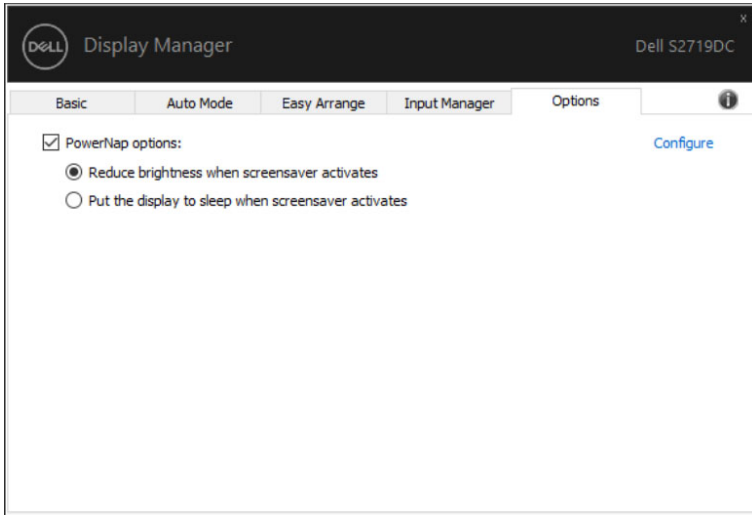 x
DELL Display Manager Dell S2719DC
Basic Auto Mode Easy Arrange Input Manager Options i
PowerNap options: Configure
Reduce brightness when screensaver activates
Put the display to sleep when screensaver activates